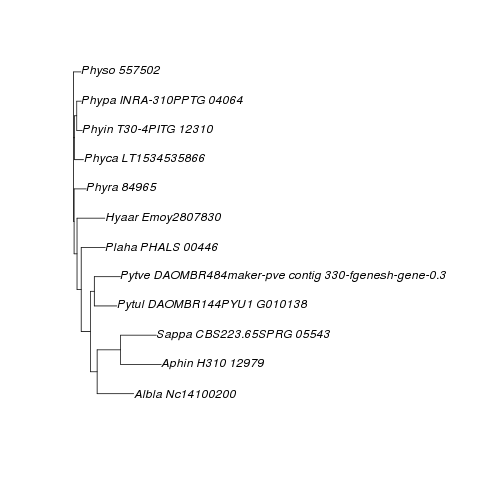 Physo 557502
Phypa INRA-310PPTG 04064
Phyin T30-4PITG 12310
Phyca LT1534535866
Phyra 84965
Hyaar Emoy2807830
Plaha PHALS 00446
Pytve DAOMBR484maker-pve contig 330-fgenesh-gene-0.3
Pytul DAOMBR144PYU1 G010138
Sappa CBS223.65SPRG 05543
Aphin H310 12979
Albla Nc14100200